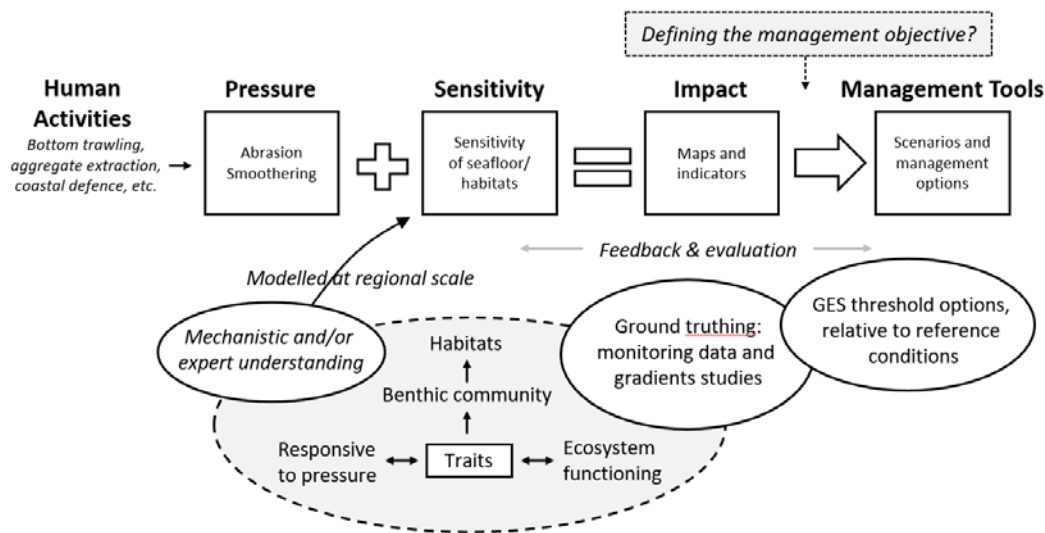 Defining the management objective?
Human
Activities
Bottom trawling,
aggregate extraction,
coastal defence, etc.
Pressure
Abrasion
Smoothering
Sensitivity
Sensitivity
of seafloor/
habitats
Impact
Maps and
indicators
Management Tools
Scenarios and
management
options
Feedback & evaluation
Modelled at regional scale
Mechanistic and/or
expert understanding
Habitats
Benthic community
Responsive
to pressure
Traits
Ecosystem
functioning
Ground truthing:
monitoring data and
gradients studies
GES threshold options,
relative to reference
conditions